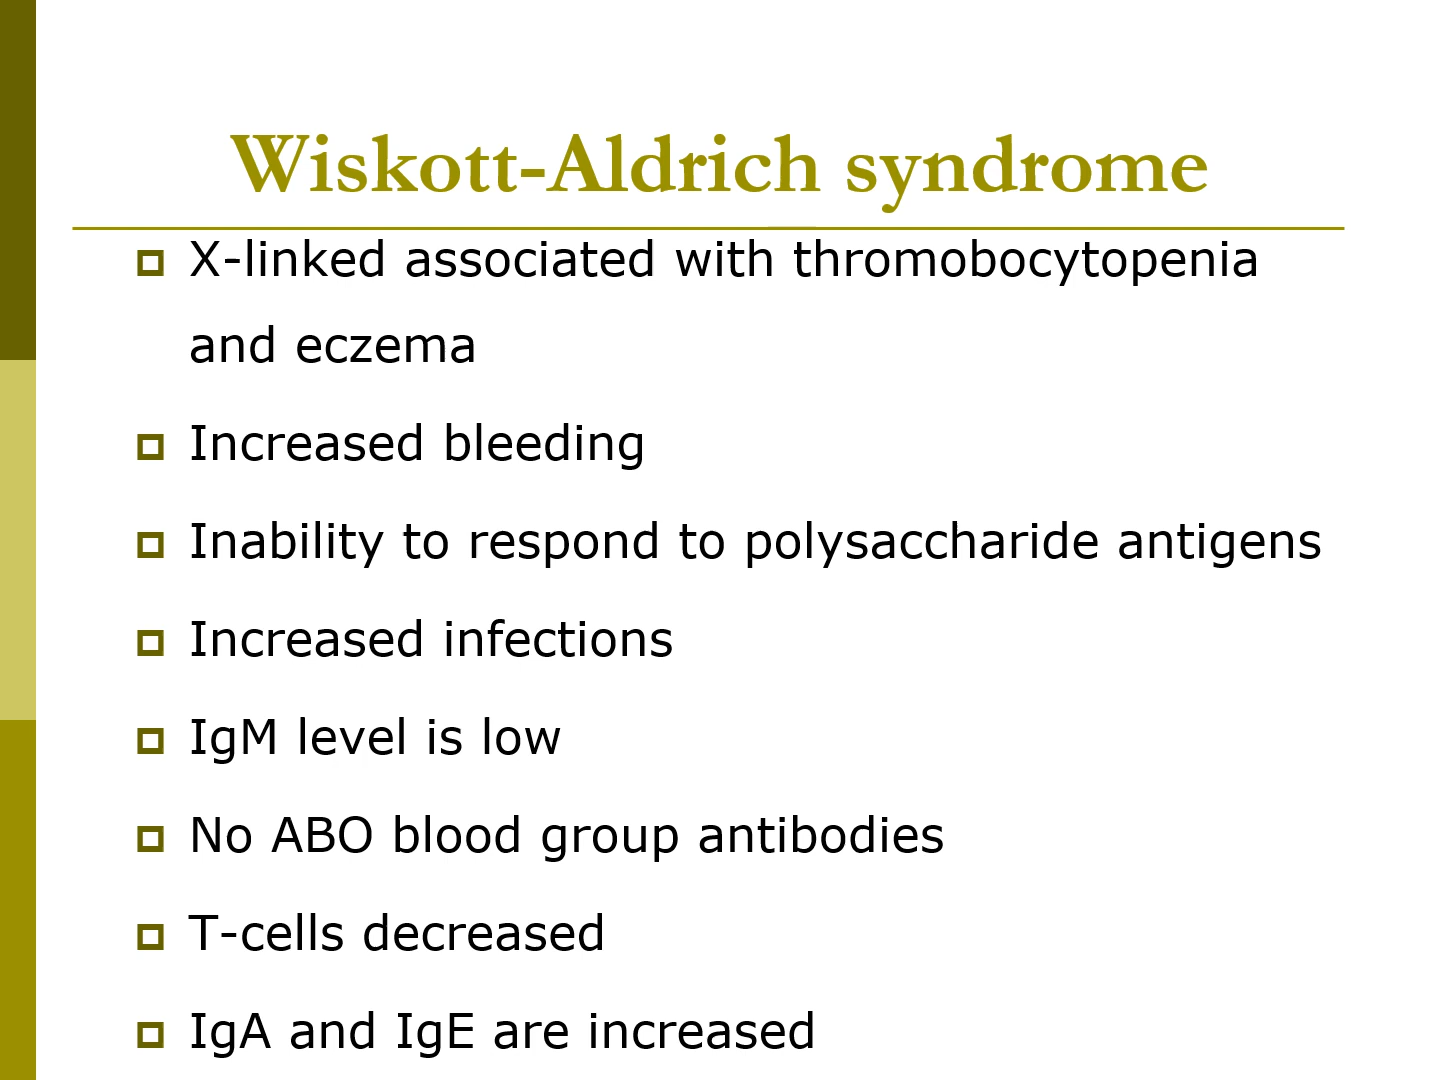 Wiskott-Aldrich syndrome
X-linked associated with thrombocytopenia
and eczema
Increased bleeding
Inability to respond to polysaccharide antigens
Increased infections
IgM level is low
No ABO blood group antibodies
T-cells decreased
IgA and IgE are increased